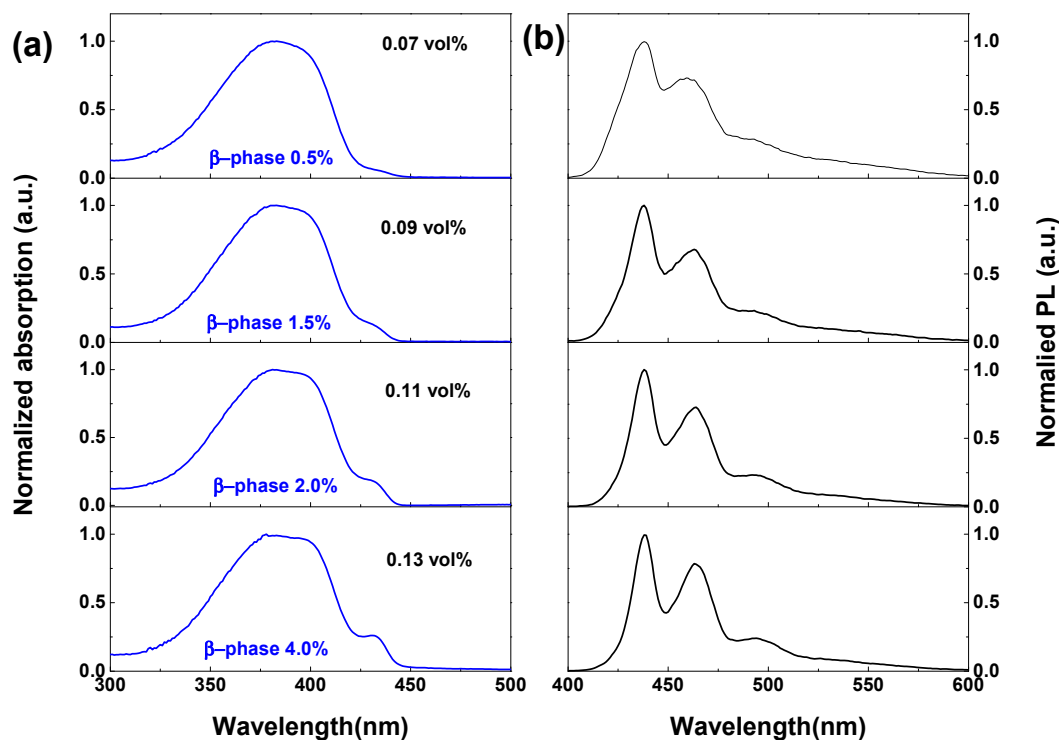 (a)
(b)
Normalized absorption (a.u.)
1.0
0.5
0.0
0.07 vol%
β–phase 0.5%
1.0
0.5
0.0
0.09 vol%
β–phase 1.5%
1.0
0.5
0.0
0.11 vol%
β–phase 2.0%
1.0
0.5
0.0
0.13 vol%
β–phase 4.0%
300 350 400 450 500
Wavelength(nm)
1.0
0.5
0.0
1.0
0.5
0.0
1.0
0.5
0.0
1.0
0.5
0.0
Normalied PL (a.u.)
400 450 500 550 600
Wavelength(nm)